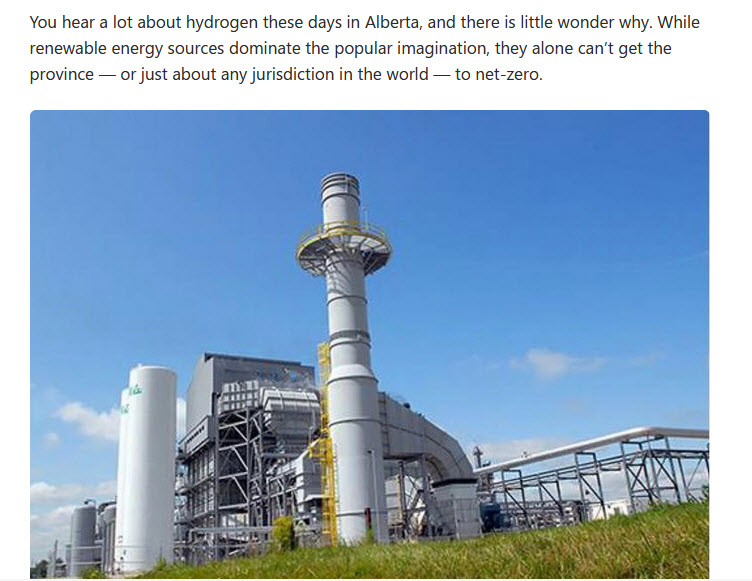 You hear a lot about hydrogen these days in Alberta, and there is little wonder why. While
renewable energy sources dominate the popular imagination, they alone can’t get the
province — or just about any jurisdiction in the world — to net-zero.